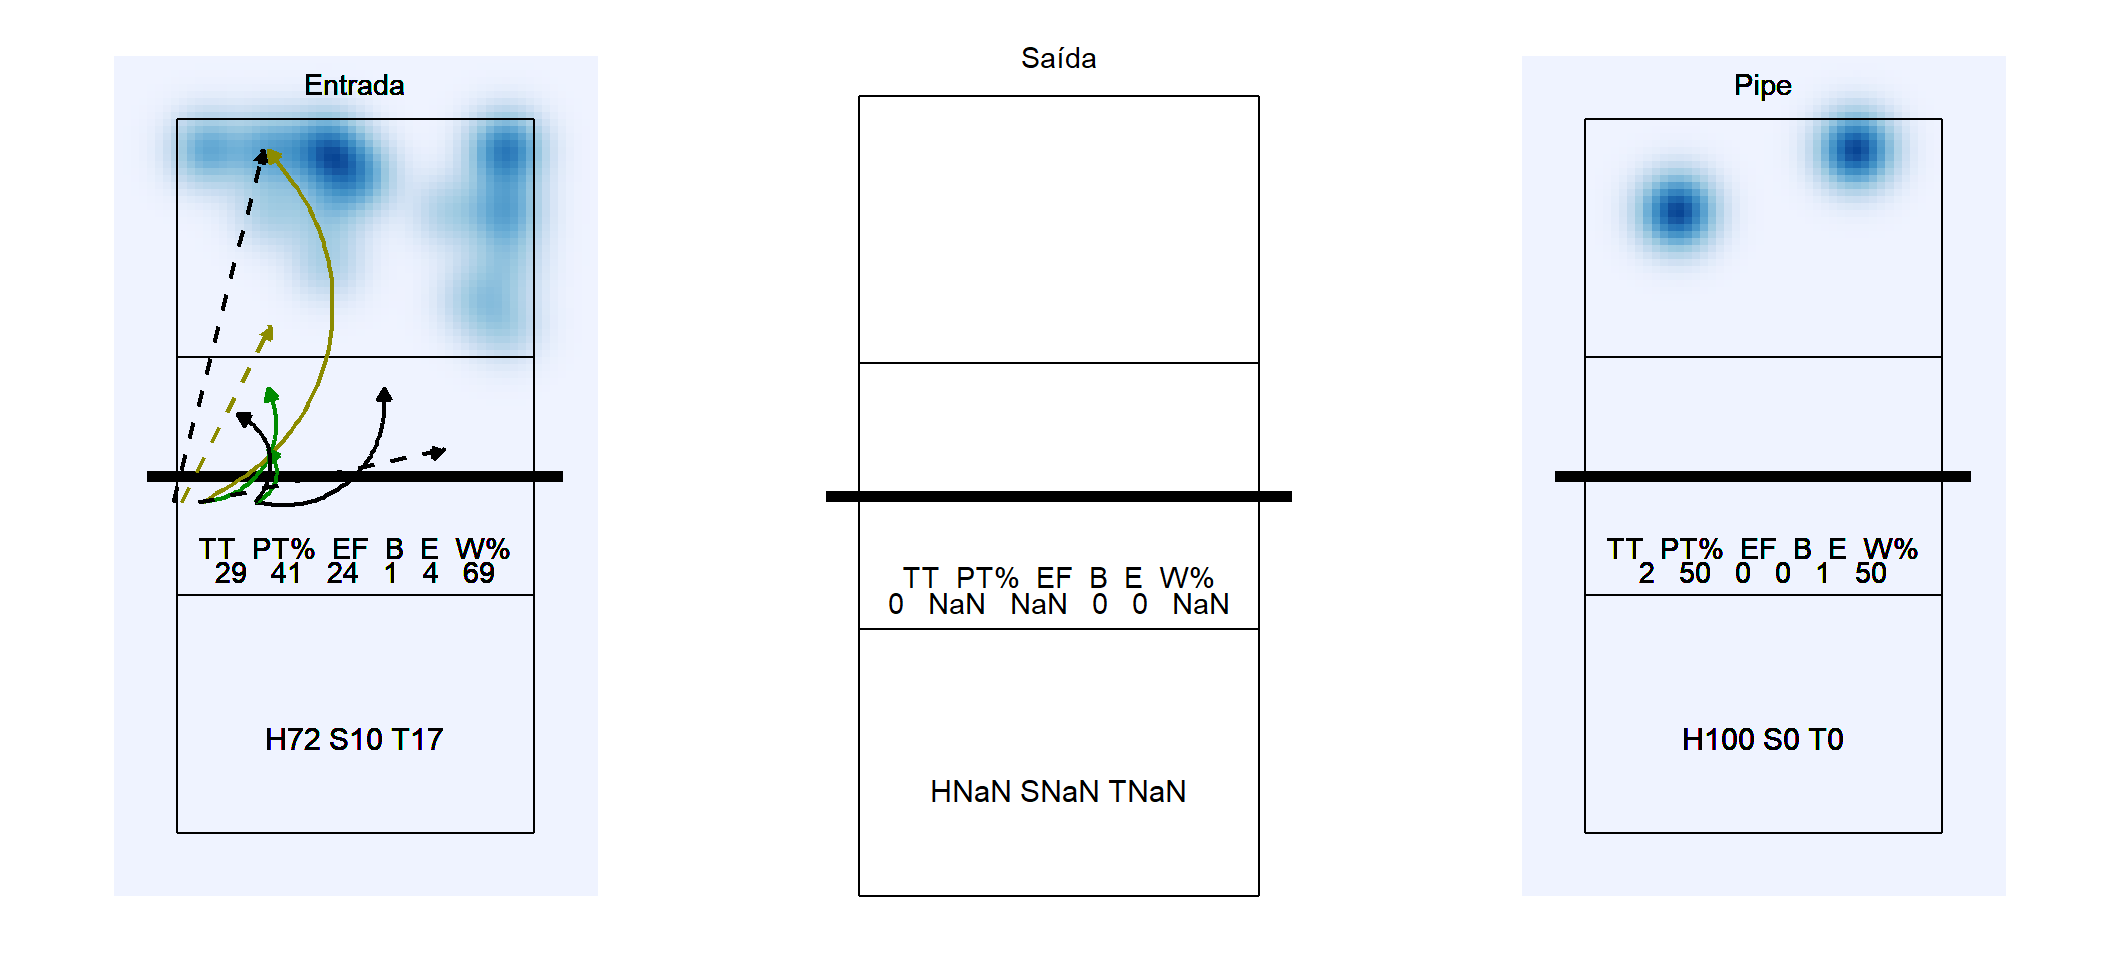 Entrada
TT PT% EF B E W%
29 41 24 1 4 69
H72 S10 T17
Saída
TT PT% EF B E W%
0 NaN NaN 0 0 NaN
HNaN SNaN TNaN
Pipe
TT PT% EF B E W%
2 50 0 0 1 50
H100 S0 T0